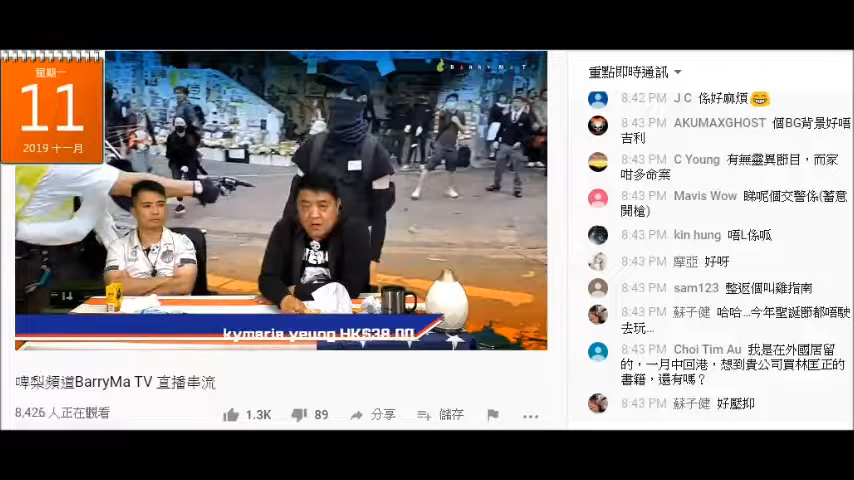 星期一
11
2019 十一月
BARRYMATV
kymaris yeung HK$38.00
啤梨頻道BarryMa TV 直播串流
8,426 人正在觀看
1.3K
89
分享
儲存
重點即時通訊
8:42 PM J C 係好麻煩😂
8:43 PM AKUMAXGHOST 個BG背景好唔
吉利
8:43 PM C Young 有無靈異節目，而家
咁多命案
8:43 PM Mavis Wow 睇呢個交警係(蓄意
開槍)
8:43 PM kin hung 唔L係呱
8:43 PM 摩亞 好呀
8:43 PM sam123 整返個叫雞指南
8:43 PM 蘇子健 哈哈...今年聖誕節都唔駛
去玩...
8:43 PM Choi Tim Au 我是在外國居留
的，一月中回港，想到貴公司買林匡正的
書籍，還有嗎？
8:43 PM 蘇子健 好壓抑